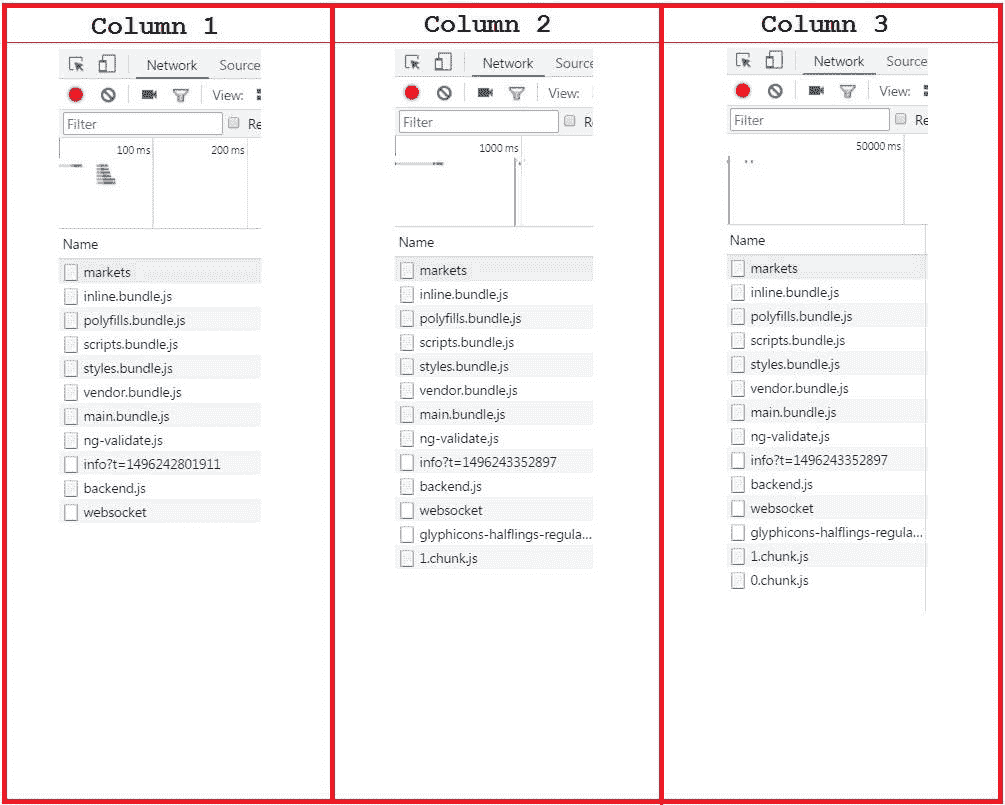 Column 1
Network Source
View:
Filter Re
100 ms 200 ms
Name
markets
inline.bundle.js
polyfills.bundle.js
scripts.bundle.js
styles.bundle.js
vendor.bundle.js
main.bundle.js
ng-validate.js
info?t=1496242801911
backend.js
websocket
Column 2
Network Sourc
View:
Filter R
1000 ms
Name
markets
inline.bundle.js
polyfills.bundle.js
scripts.bundle.js
styles.bundle.js
vendor.bundle.js
main.bundle.js
ng-validate.js
info?t=1496243352897
backend.js
websocket
glyphicons-halflings-regula...
1.chunk.js
Column 3
Network Source
View:
Filter Re
50000 ms
Name
markets
inline.bundle.js
polyfills.bundle.js
scripts.bundle.js
styles.bundle.js
vendor.bundle.js
main.bundle.js
ng-validate.js
info?t=1496243352897
backend.js
websocket
glyphicons-halflings-regula...
1.chunk.js
0.chunk.js